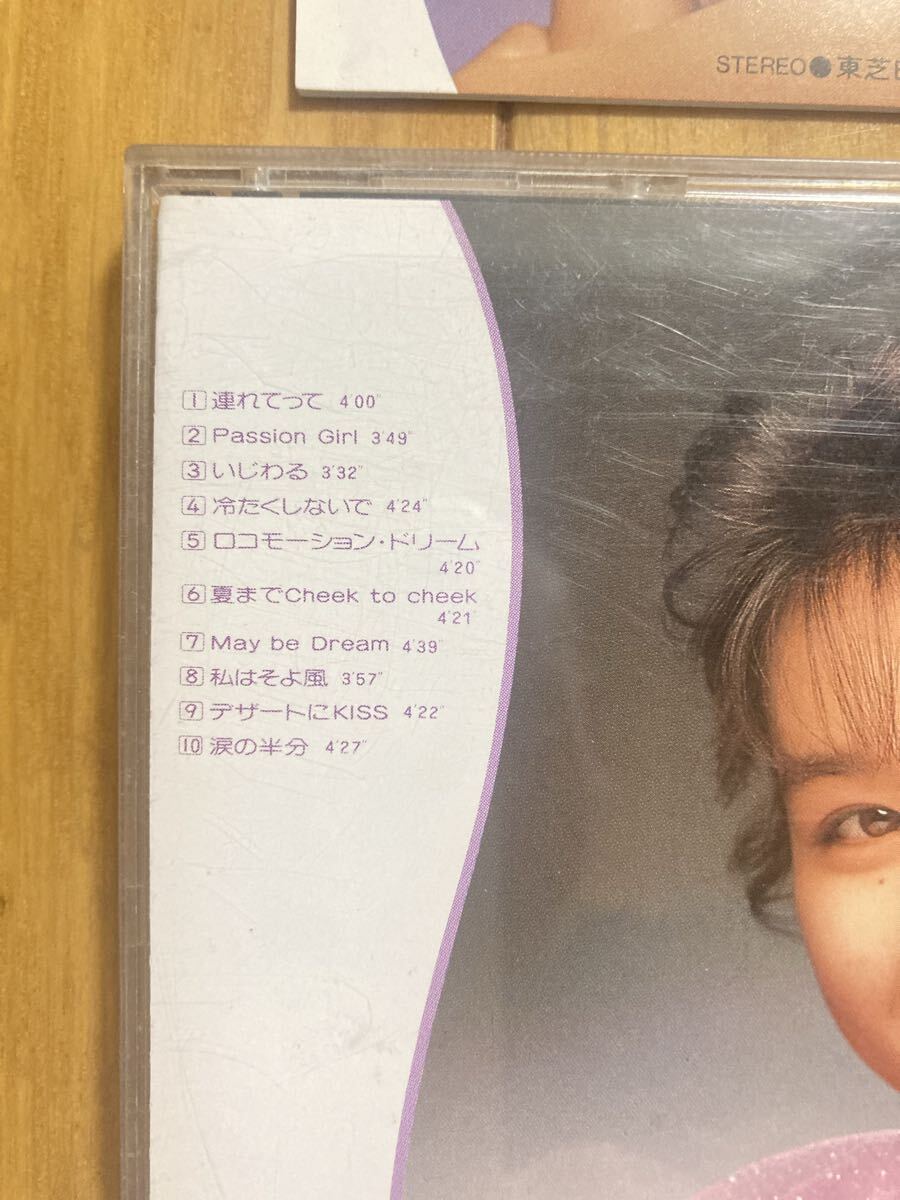 STEREO●東芝E
1 連れてって 4'00"
2 Passion Girl 3'49"
3 いじわる 3'32"
4 冷たくしないで 4'24"
5 ロコモーション・ドリーム
4'20"
6 夏までCheek to cheek
4'21"
7 May be Dream 4'39
8 私はそよ風 3'57"
9 デザートにKISS 4'22"
10 涙の半分 4'27"